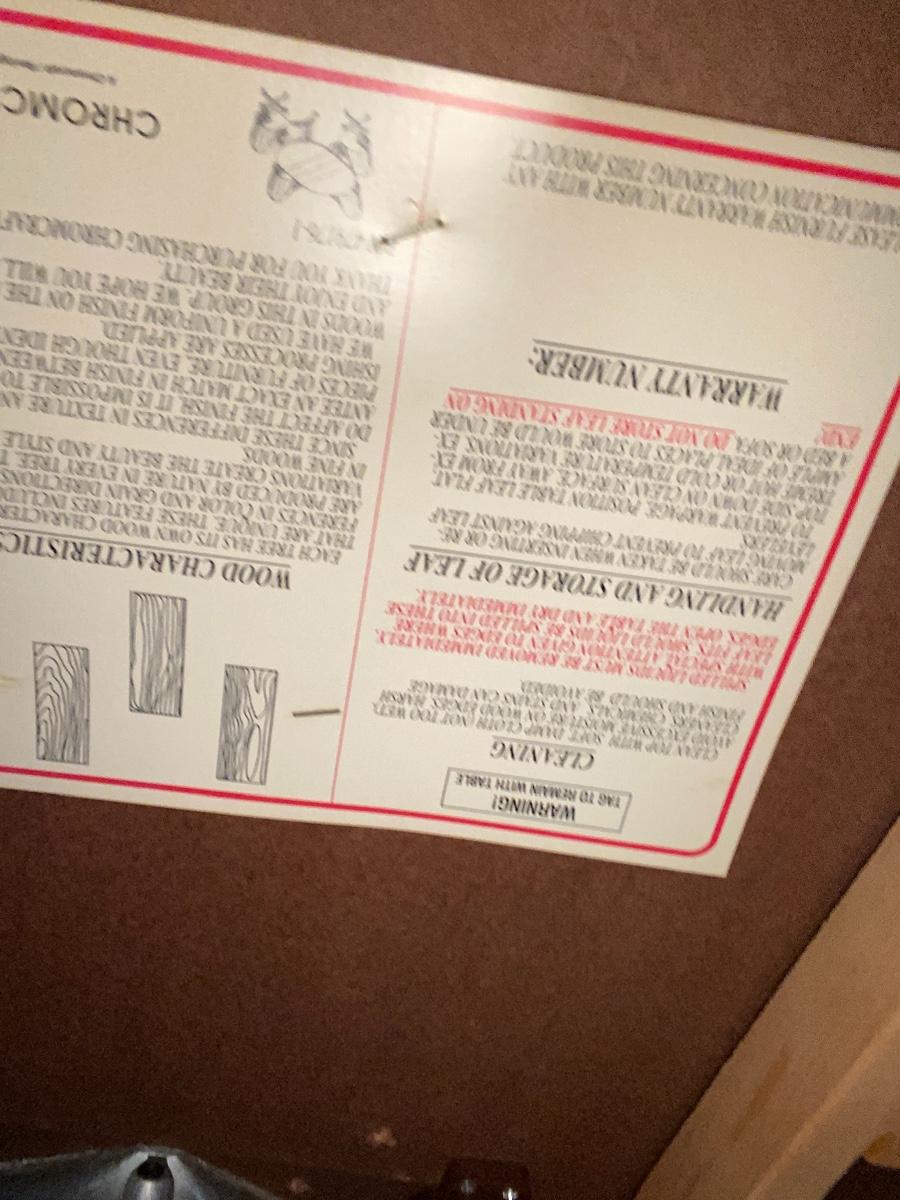 WARNING!
TAG TO REMAIN WITH TABLE
CLEANING
CLEAN TOP WITH SOFT, DAMP CLOTH (NOT TOO WET).
AVOID EXCESSIVE MOISTURE ON WOOD EDGES. HARSH
CLEANERS, CHEMICALS, AND STAINS CAN DAMAGE
FINISH AND SHOULD BE AVOIDED.
SPILLED LIQUIDS MUST BE REMOVED IMMEDIATELY,
WITH SPECIAL ATTENTION GIVEN TO EDGES WHERE
LEAF FITS. SHOULD LIQUIDS BE SPILLED INTO THESE
EDGES, OPEN THE TABLE AND DRY IMMEDIATELY.
HANDLING AND STORAGE OF LEAF
CARE SHOULD BE TAKEN WHEN INSERTING OR RE-
MOVING LEAF TO PREVENT CHIPPING AGAINST LEAF
LEVELERS.
TO PREVENT WARPAGE, POSITION TABLE LEAF FLAT,
TOP SIDE DOWN ON CLEAN SURFACE, AWAY FROM EX-
TREME HOT OR COLD TEMPERATURE VARIATIONS. EX-
AMPLE OF IDEAL PLACES TO STORE WOULD BE UNDER
A BED OR SOFA. DO NOT STORE LEAF STANDING ON
END!
WARRANTY NUMBER:
LEASE FURNISH WARRANTY NUMBER WITH ANY
MMUNICATION CONCERNING THIS PRODUCT.
WOOD CHARACTERISTICS
EACH TREE HAS ITS OWN WOOD CHARACTER
THAT ARE UNIQUE. THESE FEATURES INCLUDE
FERENCES IN COLOR AND GRAIN DIRECTIONS
ARE PRODUCED BY NATURE IN EVERY TREE. T
VARIATIONS CREATE THE BEAUTY AND STYLE
IN FINE WOODS.
SINCE THESE DIFFERENCES IN TEXTURE AN
DO AFFECT THE FINISH, IT IS IMPOSSIBLE TO
ANTEE AN EXACT MATCH IN FINISH BETWEEN
PIECES OF FURNITURE, EVEN THOUGH IDEN
ISHING PROCESSES ARE APPLIED.
WE HAVE USED A UNIFORM FINISH ON THE
WOODS IN THIS GROUP. WE HOPE YOU WILL
AND ENJOY THEIR BEAUTY.
THANK YOU FOR PURCHASING CHROMCRAFT
CHROMC